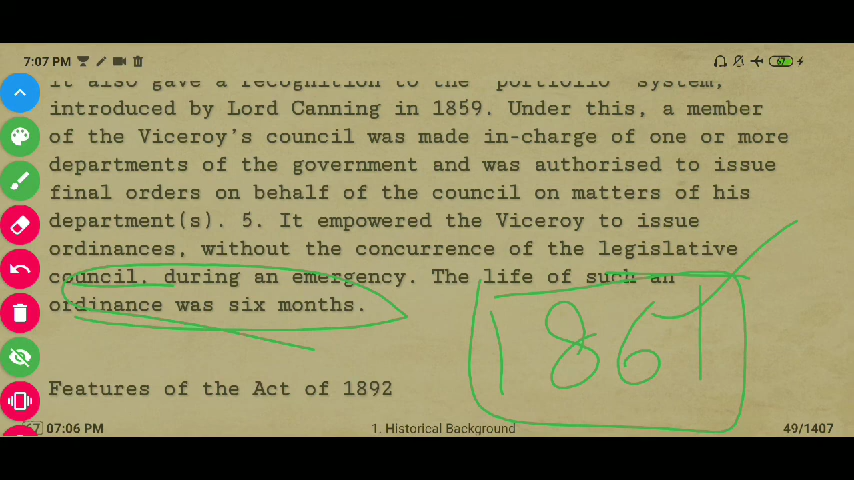 7:07 PM
67
It also gave a recognition to the 'portfolio' system,
introduced by Lord Canning in 1859. Under this, a member
of the Viceroy's council was made in-charge of one or more
departments of the government and was authorised to issue
final orders on behalf of the council on matters of his
department(s). 5. It empowered the Viceroy to issue
ordinances, without the concurrence of the legislative
council, during an emergency. The life of such an
ordinance was six months.
1861
Features of the Act of 1892
67 07:06 PM 1. Historical Background 49/1407